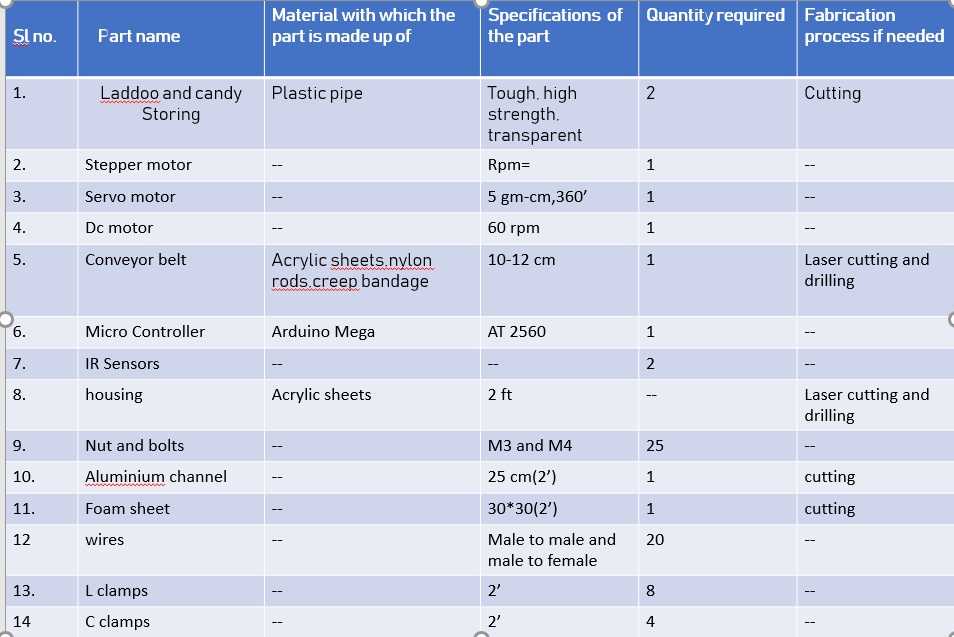 Sl no.
Part name
Material with which the
part is made up of
Specifications of
the part
Quantity required
Fabrication
process if needed
1.
Laddoo and candy
Storing
Plastic pipe
Tough, high
strength,
transparent
2
Cutting
2.
Stepper motor
--
Rpm=
1
--
3.
Servo motor
--
5 gm-cm,360’
1
--
4.
Dc motor
--
60 rpm
1
--
5.
Conveyor belt
Acrylic sheets,nylon
rods,creep bandage
10-12 cm
1
Laser cutting and
drilling
6.
Micro Controller
Arduino Mega
AT 2560
1
--
7.
IR Sensors
--
--
2
--
8.
housing
Acrylic sheets
2 ft
--
Laser cutting and
drilling
9.
Nut and bolts
--
M3 and M4
25
--
10.
Aluminium channel
--
25 cm(2’)
1
cutting
11.
Foam sheet
--
30*30(2’)
1
cutting
12
wires
--
Male to male and
male to female
20
--
13.
L clamps
--
2’
8
--
14
C clamps
--
2’
4
--